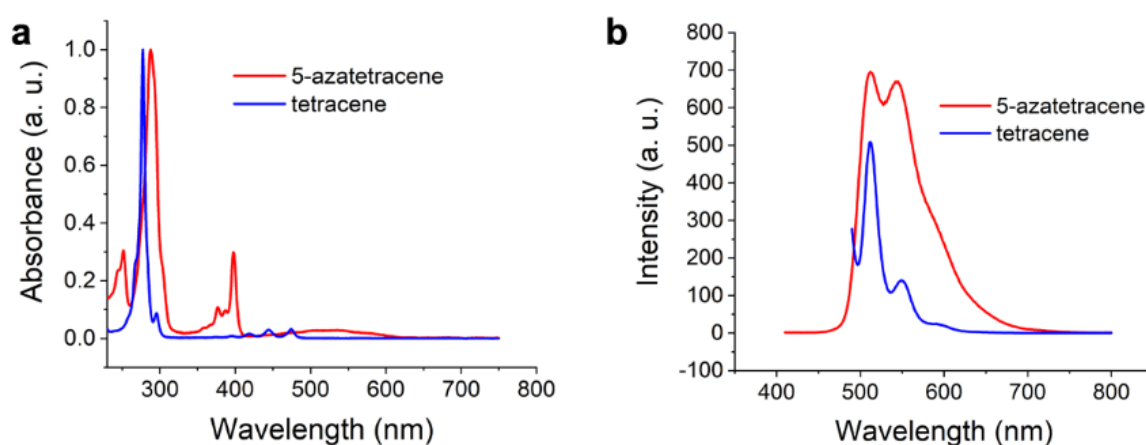 a
1.0
0.8
0.6
0.4
0.2
0.0
Absorbance (a. u.)
5-azatetracene
tetracene
300
400
500
600
700
800
Wavelength (nm)
b
800
700
600
500
400
300
200
100
0
-100
Intensity (a. u.)
5-azatetracene
tetracene
400
500
600
700
800
Wavelength (nm)